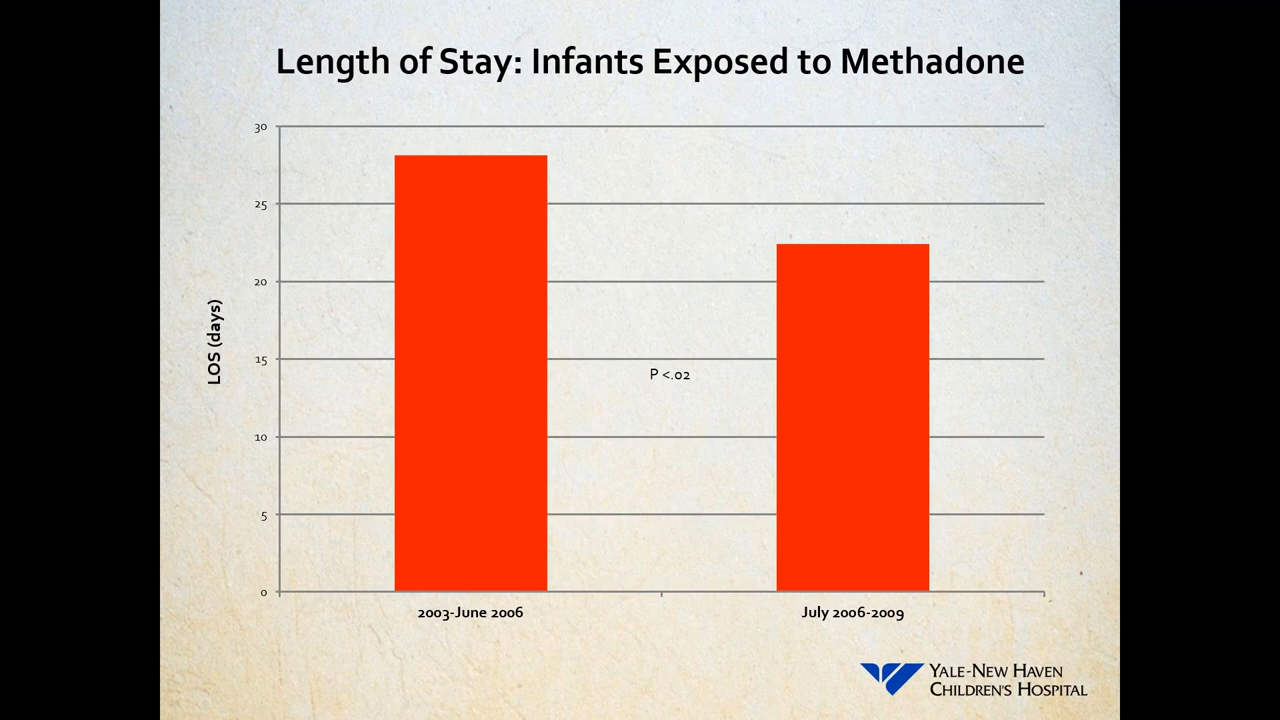 Length of Stay: Infants Exposed to Methadone
30
25
20
15
10
5
0
LOS (days)
P <.02
2003-June 2006
July 2006-2009
YALE-NEW HAVEN
CHILDREN'S HOSPITAL